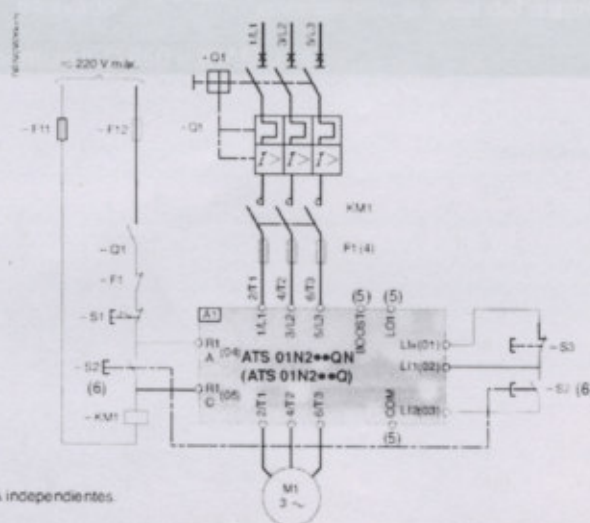 1/L1
3/L2
5/L3
220 V máx.
-Q1
-F11
-F12
-Q1
I> I> I>
KM1
-Q1
F1 (4)
-F1
2/T1
4/T2
6/T3
(5) (5)
-S1
A1
1/L1
3/L2
5/L3
BOOST
LO1
R1
A
(04)
ATS 01N2••QN
(ATS 01N2••Q)
LI+(01)
LI1(02)
-S3
-S2
(6)
R1
C
(05)
-S2 (6
-KM1
2/T1
4/T2
6/T3
COM
LI2(03)
(5)
M1
3 ~
independientes.